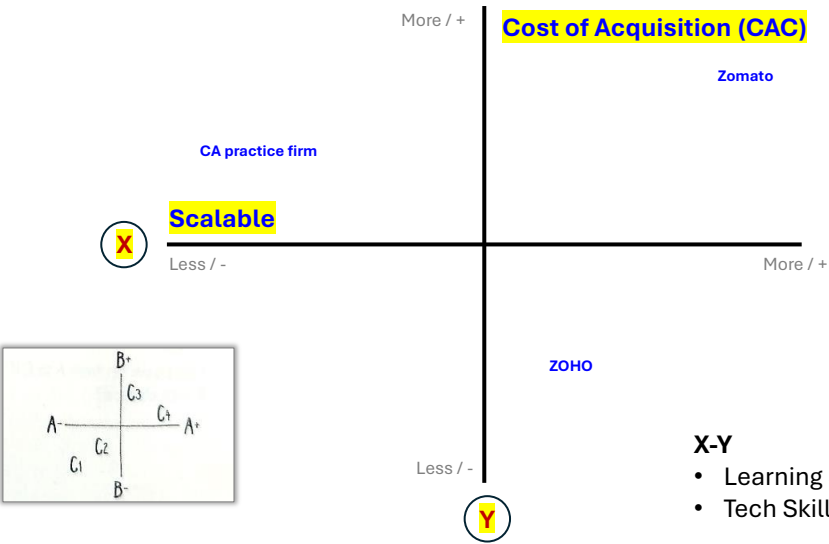 More / +
Cost of Acquisition (CAC)
Zomato
CA practice firm
Scalable
X
Less / -
More / +
ZOHO
B+
C3
C4
A-
A+
C2
C1
B-
Less / -
X-Y
• Learning
• Tech Skill
Y